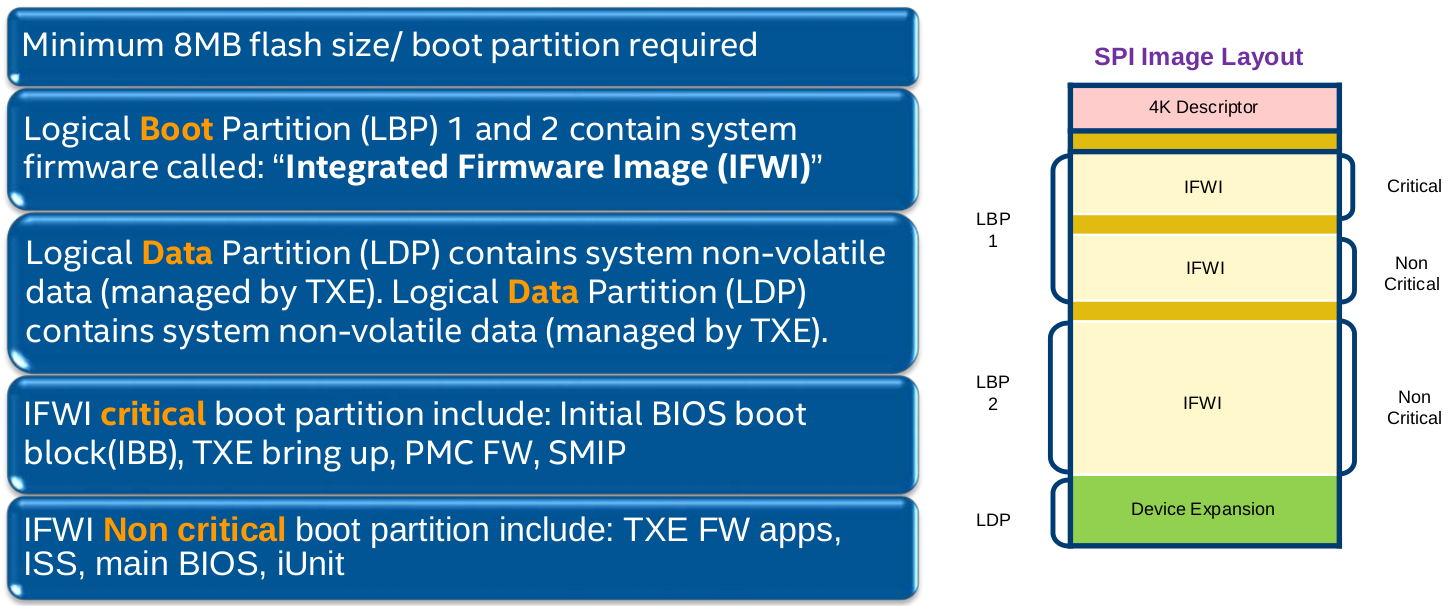 Minimum 8MB flash size/ boot partition required
Logical Boot Partition (LBP) 1 and 2 contain system
firmware called: “Integrated Firmware Image (IFWI)”
Logical Data Partition (LDP) contains system non-volatile
data (managed by TXE). Logical Data Partition (LDP)
contains system non-volatile data (managed by TXE).
IFWI critical boot partition include: Initial BIOS boot
block(IBB), TXE bring up, PMC FW, SMIP
IFWI Non critical boot partition include: TXE FW apps,
ISS, main BIOS, iUnit
SPI Image Layout
4K Descriptor
LBP
1
IFWI
Critical
IFWI
Non
Critical
LBP
2
IFWI
Non
Critical
LDP
Device Expansion